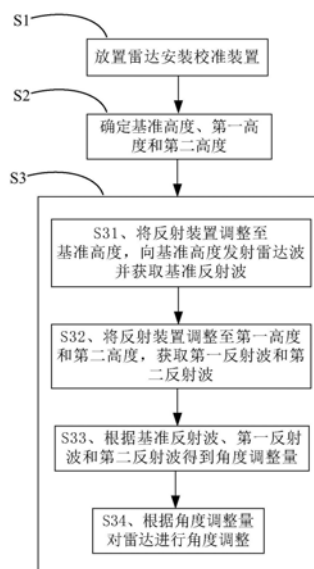 S1
放置雷达安装校准装置
S2
确定基准高度、第一高
度和第二高度
S3
S31、将反射装置调整至
基准高度，向基准高度发射雷达波
并获取基准反射波
S32、将反射装置调整至第一高度
和第二高度，获取第一反射波和第
二反射波
S33、根据基准反射波、第一反射
波和第二反射波得到角度调整量
S34、根据角度调整量
对雷达进行角度调整